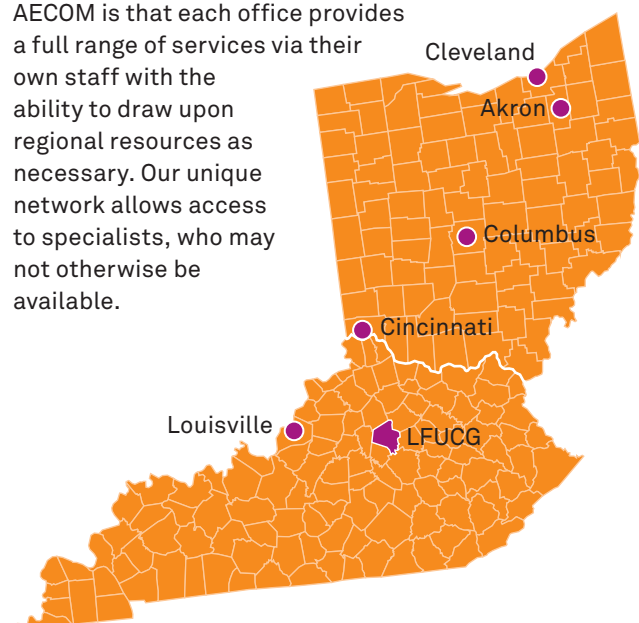 AECOM is that each office provides
a full range of services via their
own staff with the
ability to draw upon
regional resources as
necessary. Our unique
network allows access
to specialists, who may
not otherwise be
available.
Cleveland
Akron
Columbus
Cincinnati
Louisville
LFUCG